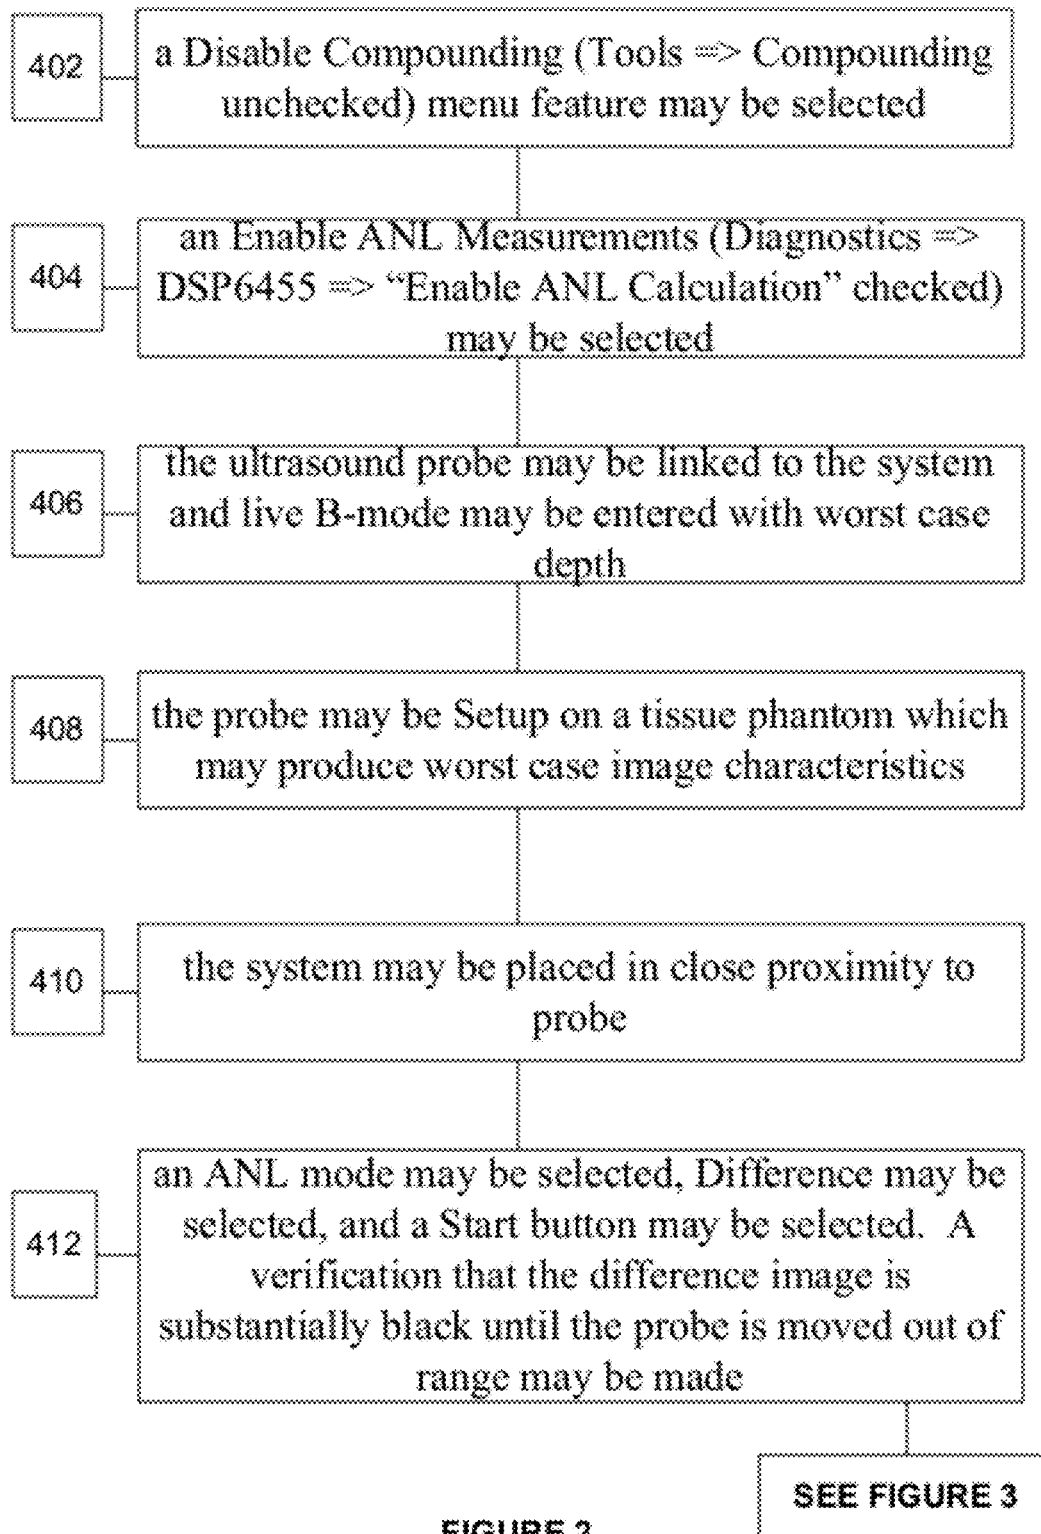 402
a Disable Compounding (Tools => Compounding
unchecked) menu feature may be selected
404
an Enable ANL Measurements (Diagnostics =>
DSP6455 => “Enable ANL Calculation” checked)
may be selected
406
the ultrasound probe may be linked to the system
and live B-mode may be entered with worst case
depth
408
the probe may be Setup on a tissue phantom which
may produce worst case image characteristics
410
the system may be placed in close proximity to
probe
412
an ANL mode may be selected, Difference may be
selected, and a Start button may be selected.  A
verification that the difference image is
substantially black until the probe is moved out of
range may be made
SEE FIGURE 3
FIGURE 2